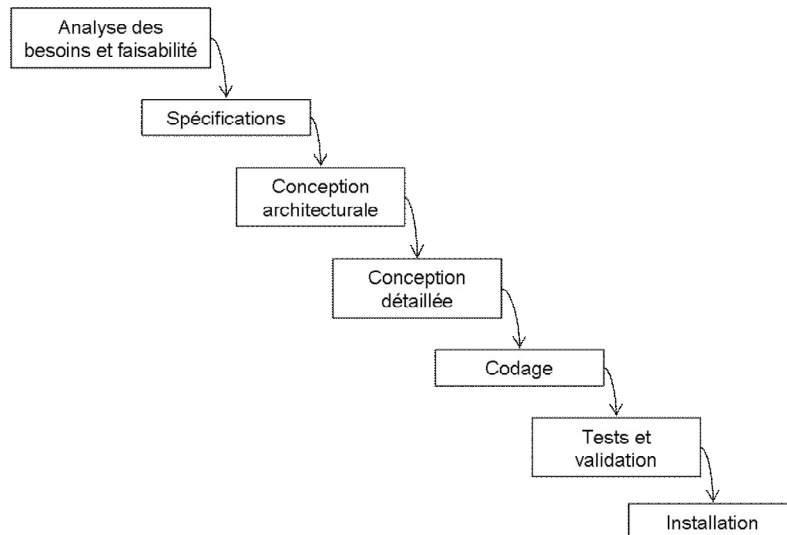 Analyse des
besoins et faisabilité
Spécifications
Conception
architecturale
Conception
détaillée
Codage
Tests et
validation
Installation